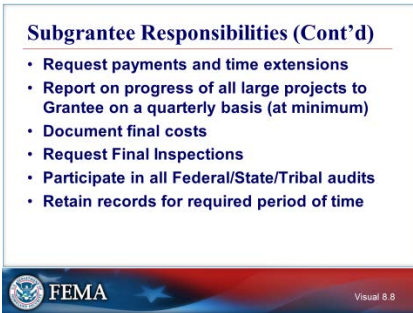 Subgrantee Responsibilities (Cont’d)
• Request payments and time extensions
• Report on progress of all large projects to
Grantee on a quarterly basis (at minimum)
• Document final costs
• Request Final Inspections
• Participate in all Federal/State/Tribal audits
• Retain records for required period of time
FEMA
Visual 8.8